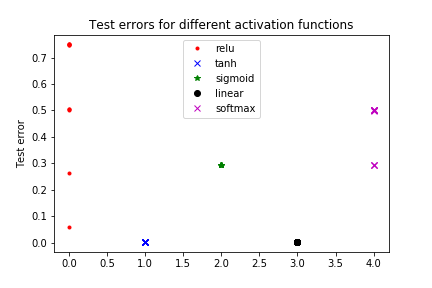 Test errors for different activation functions
relu
tanh
sigmoid
linear
softmax
Test error
0.7
0.6
0.5
0.4
0.3
0.2
0.1
0.0
0.0 0.5 1.0 1.5 2.0 2.5 3.0 3.5 4.0